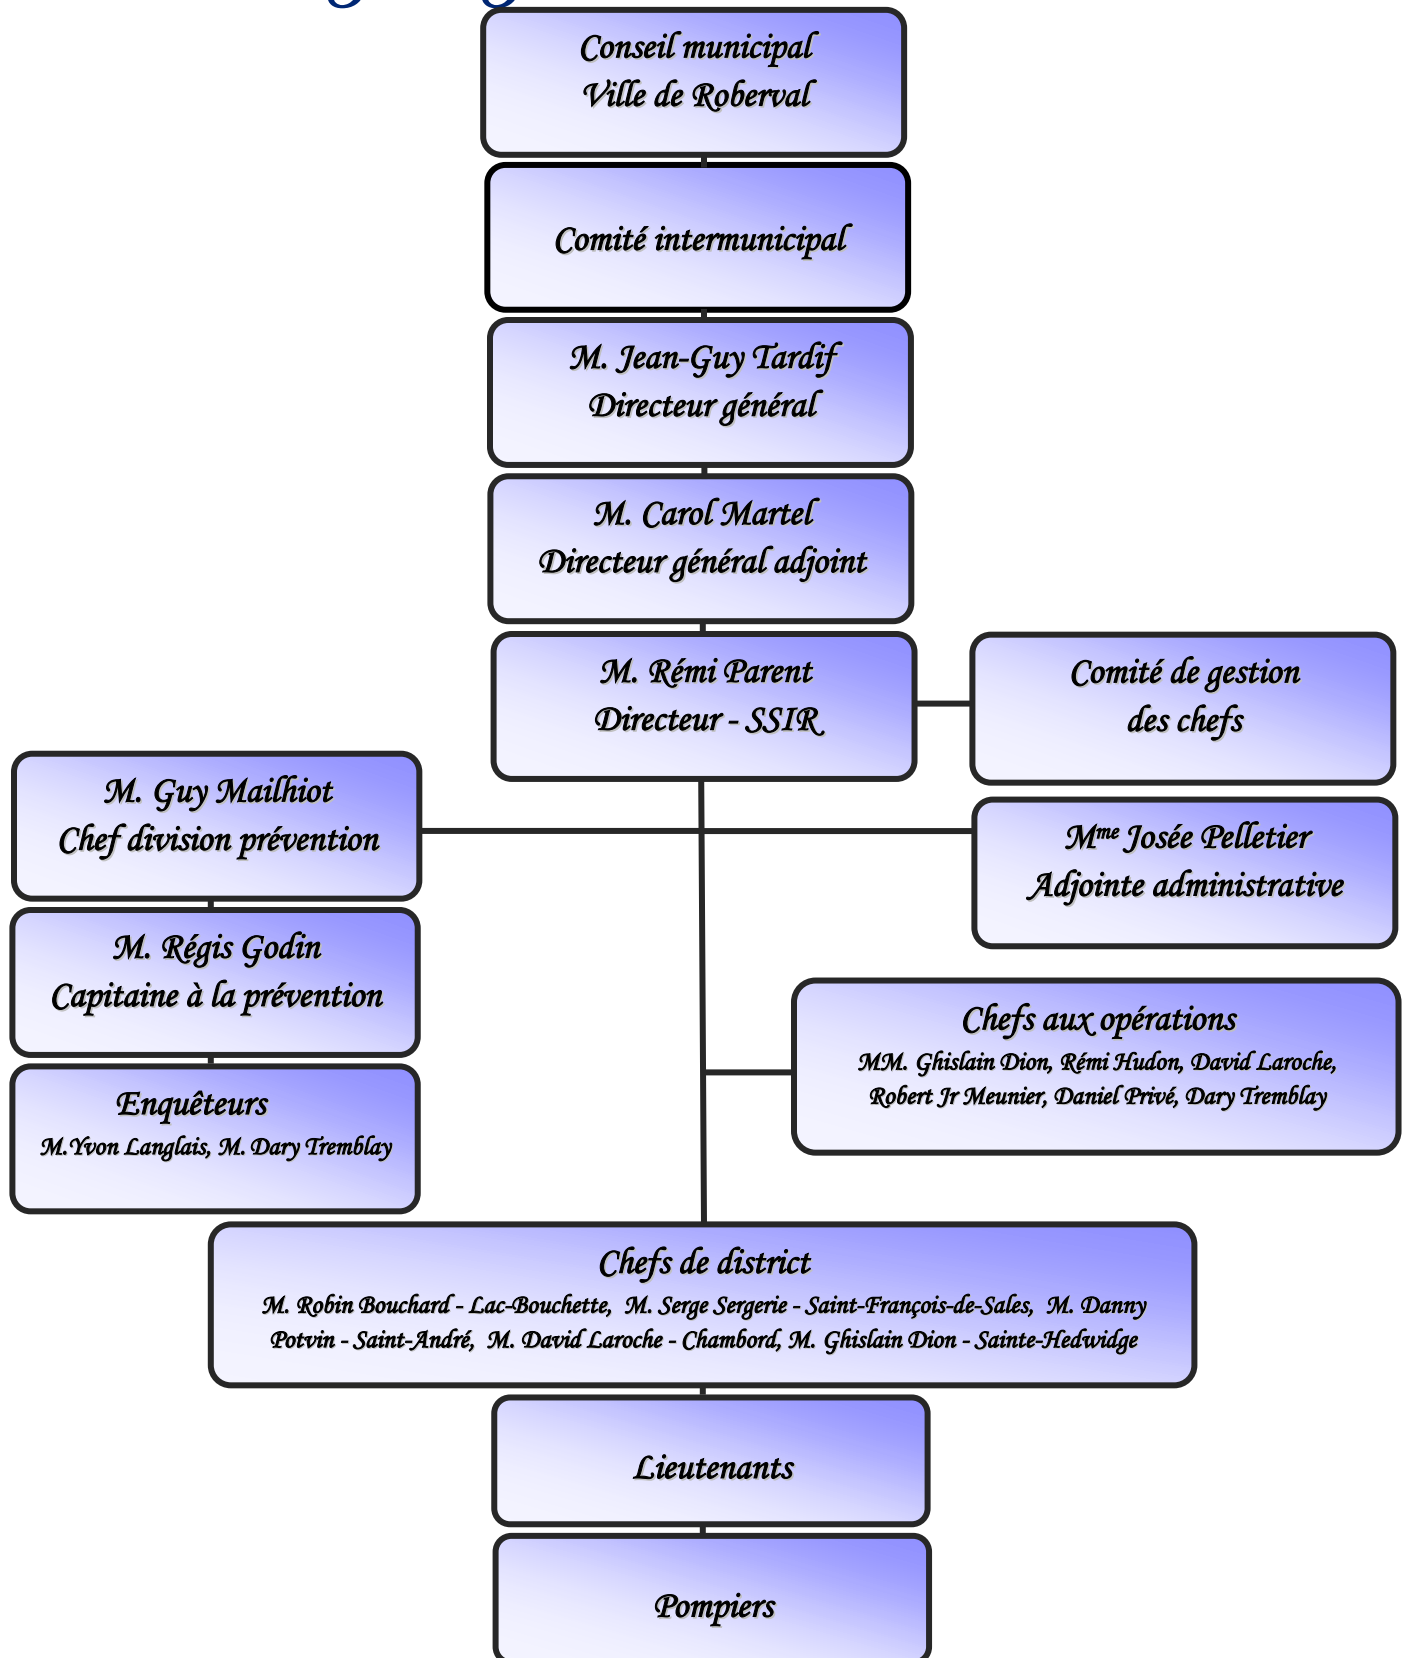 Conseil municipal
Ville de Roberval
Comité intermunicipal
M. Jean-Guy Tardif
Directeur général
M. Carol Martel
Directeur général adjoint
M. Rémi Parent
Directeur - SSIR
Comité de gestion
des chefs
M. Guy Mailhiot
Chef division prévention
Mme Josée Pelletier
Adjointe administrative
M. Régis Godin
Capitaine à la prévention
Chefs aux opérations
MM. Ghislain Dion, Rémi Hudon, David Laroche,
Robert Jr Meunier, Daniel Privé, Dary Tremblay
Enquêteurs
M.Yvon Langlais, M. Dary Tremblay
Chefs de district
M. Robin Bouchard - Lac-Bouchette, M. Serge Sergerie - Saint-François-de-Sales, M. Danny
Potvin - Saint-André, M. David Laroche - Chambord, M. Ghislain Dion - Sainte-Hedwidge
Lieutenants
Pompiers